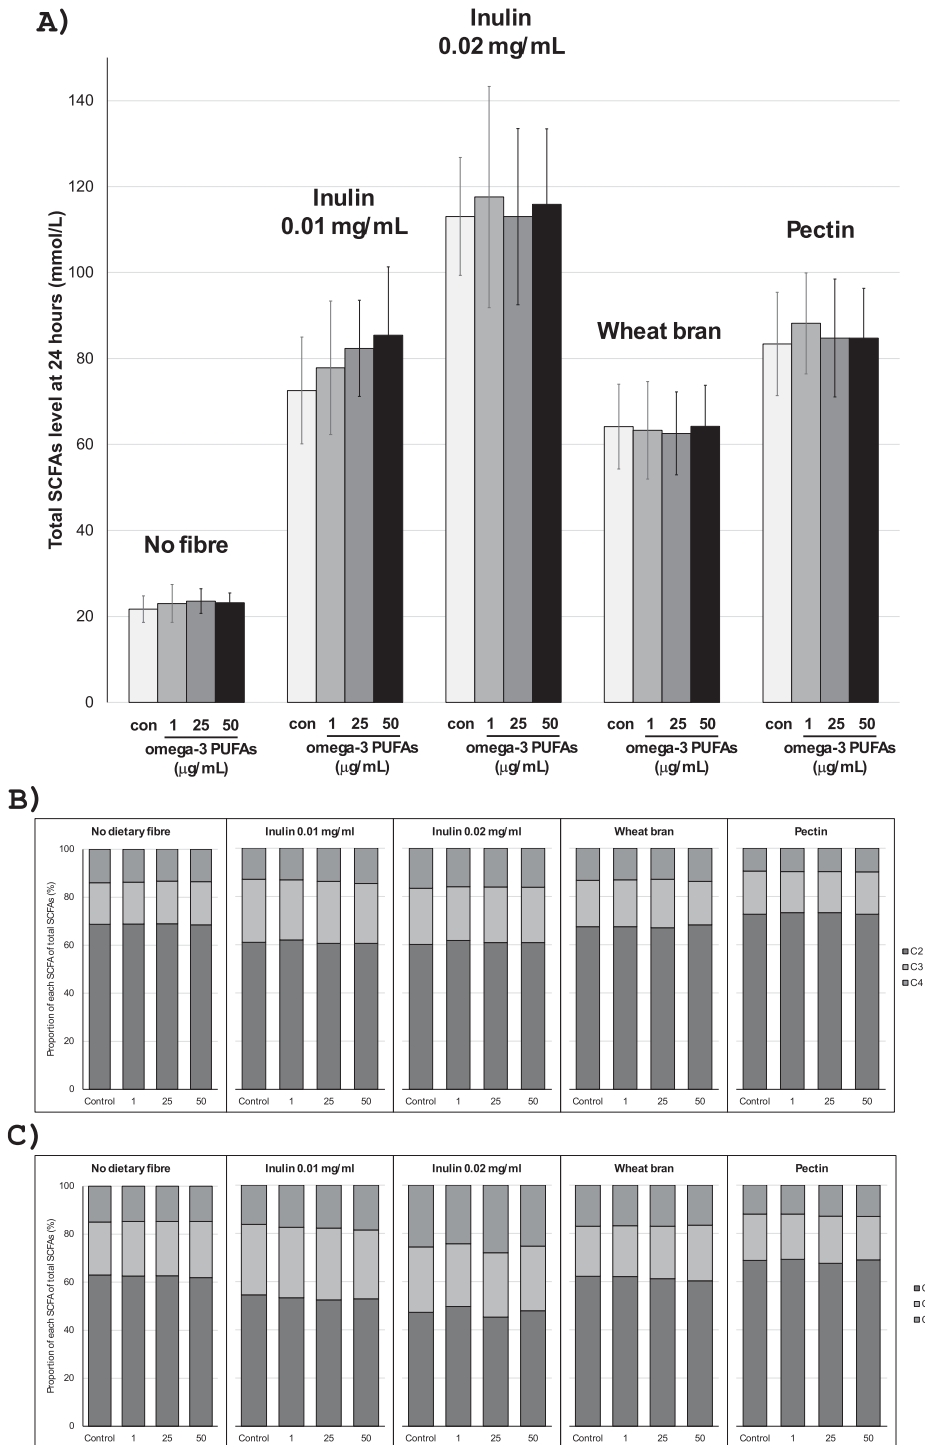 A)
Inulin
0.02 mg/mL
Inulin
0.01 mg/mL
Pectin
Wheat bran
No fibre
Total SCFAs level at 24 hours (mmol/L)
140
120
100
80
60
40
20
0
con 1 25 50 con 1 25 50 con 1 25 50 con 1 25 50 con 1 25 50
omega-3 PUFAs omega-3 PUFAs omega-3 PUFAs omega-3 PUFAs omega-3 PUFAs
(µg/mL) (µg/mL) (µg/mL) (µg/mL) (µg/mL)
B)
No dietary fibre Inulin 0.01 mg/ml Inulin 0.02 mg/ml Wheat bran Pectin
Proportion of each SCFA of total SCFAs (%)
100
80
60
40
20
0
C2
C3
C4
Control 1 25 50 Control 1 25 50 Control 1 25 50 Control 1 25 50 Control 1 25 50
C)
No dietary fibre Inulin 0.01 mg/ml Inulin 0.02 mg/ml Wheat bran Pectin
Proportion of each SCFA of total SCFAs (%)
100
80
60
40
20
0
Control 1 25 50 Control 1 25 50 Control 1 25 50 Control 1 25 50 Control 1 25 50